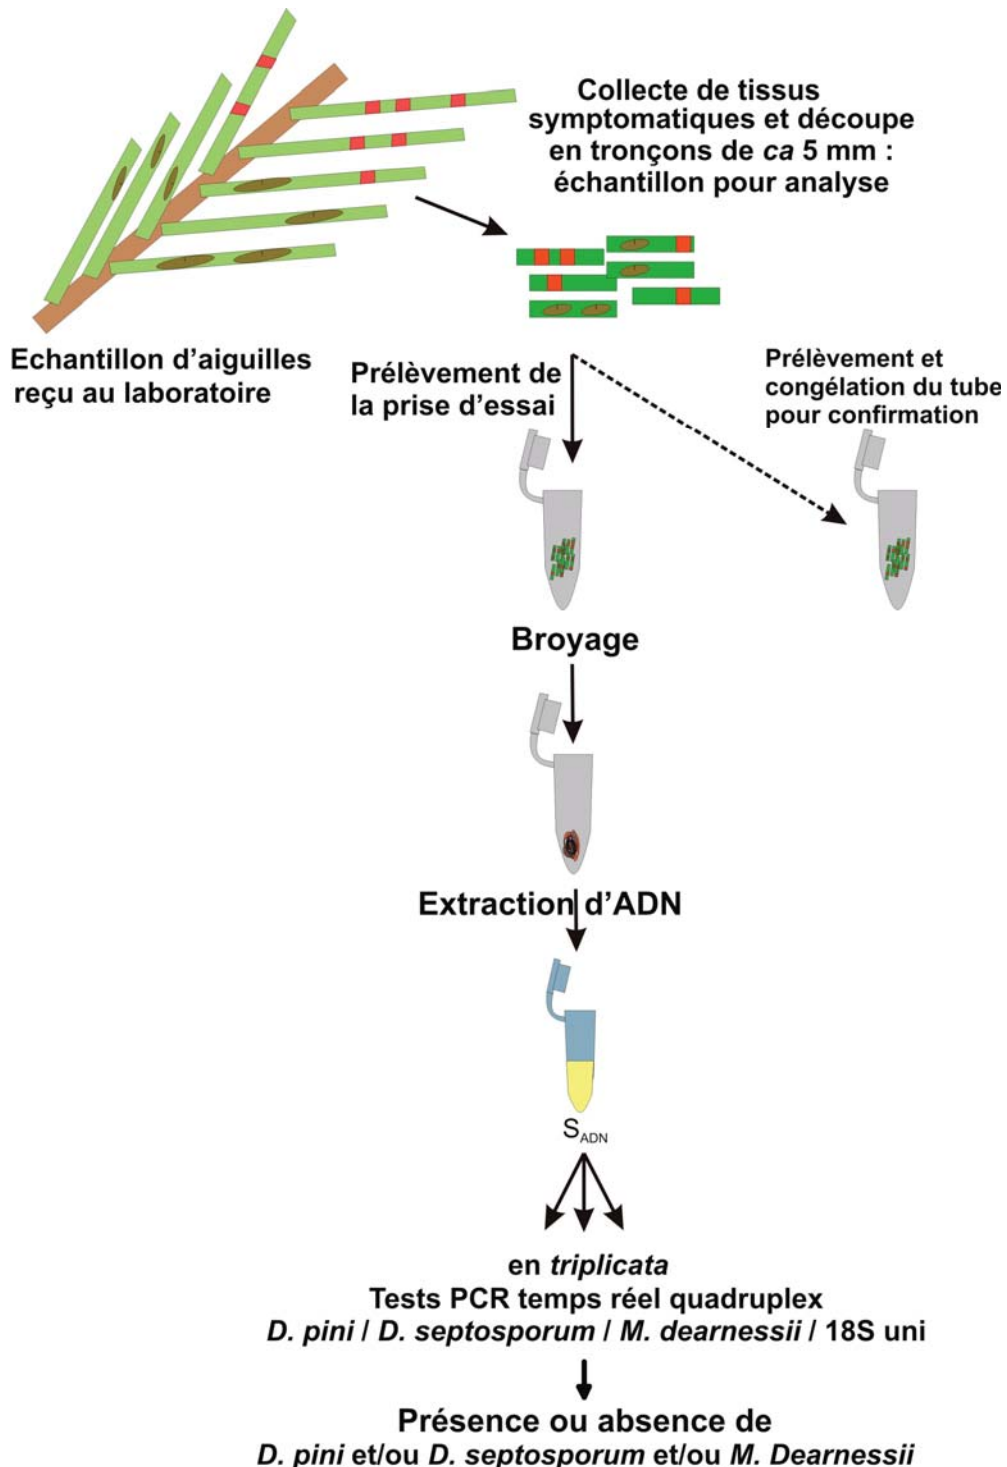 Collecte de tissus
symptomatiques et découpe
en tronçons de ca 5 mm :
échantillon pour analyse
Echantillon d'aiguilles
reçu au laboratoire
Prélèvement de
la prise d'essai
Prélèvement et
congélation du tube
pour confirmation
Broyage
Extraction d'ADN
SADN
en triplicata
Tests PCR temps réel quadruplex
D. pini / D. septosporum / M. dearnessii / 18S uni
Présence ou absence de
D. pini et/ou D. septosporum et/ou M. Dearnessii